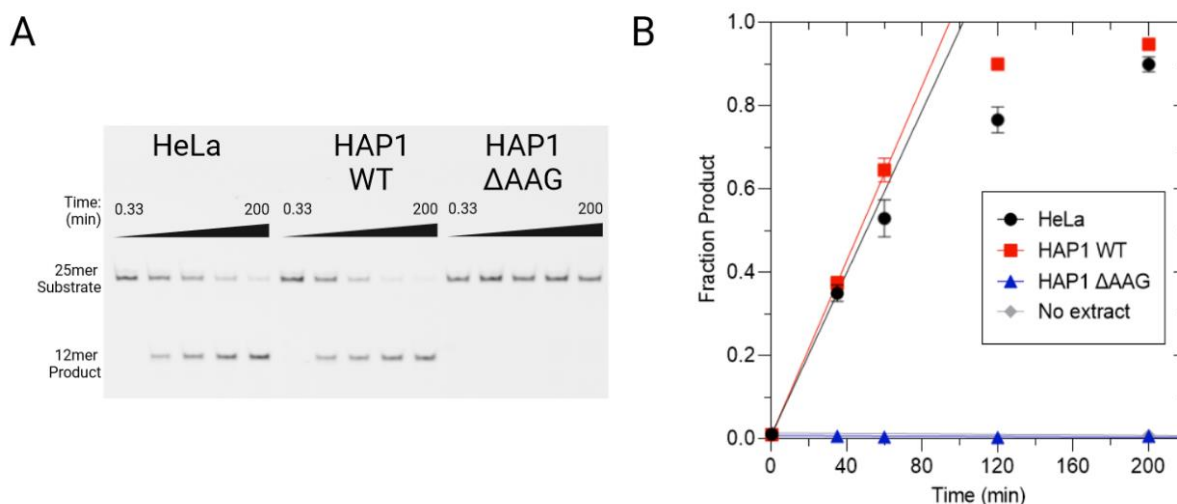 A
HeLa
HAP1
WT
HAP1
ΔAAG
Time:
(min)
0.33
200
0.33
200
0.33
200
25mer
Substrate
12mer
Product
B
Fraction Product
1.0
0.8
0.6
0.4
0.2
0.0
0
40
80
120
160
200
Time (min)
HeLa
HAP1 WT
HAP1 ΔAAG
No extract